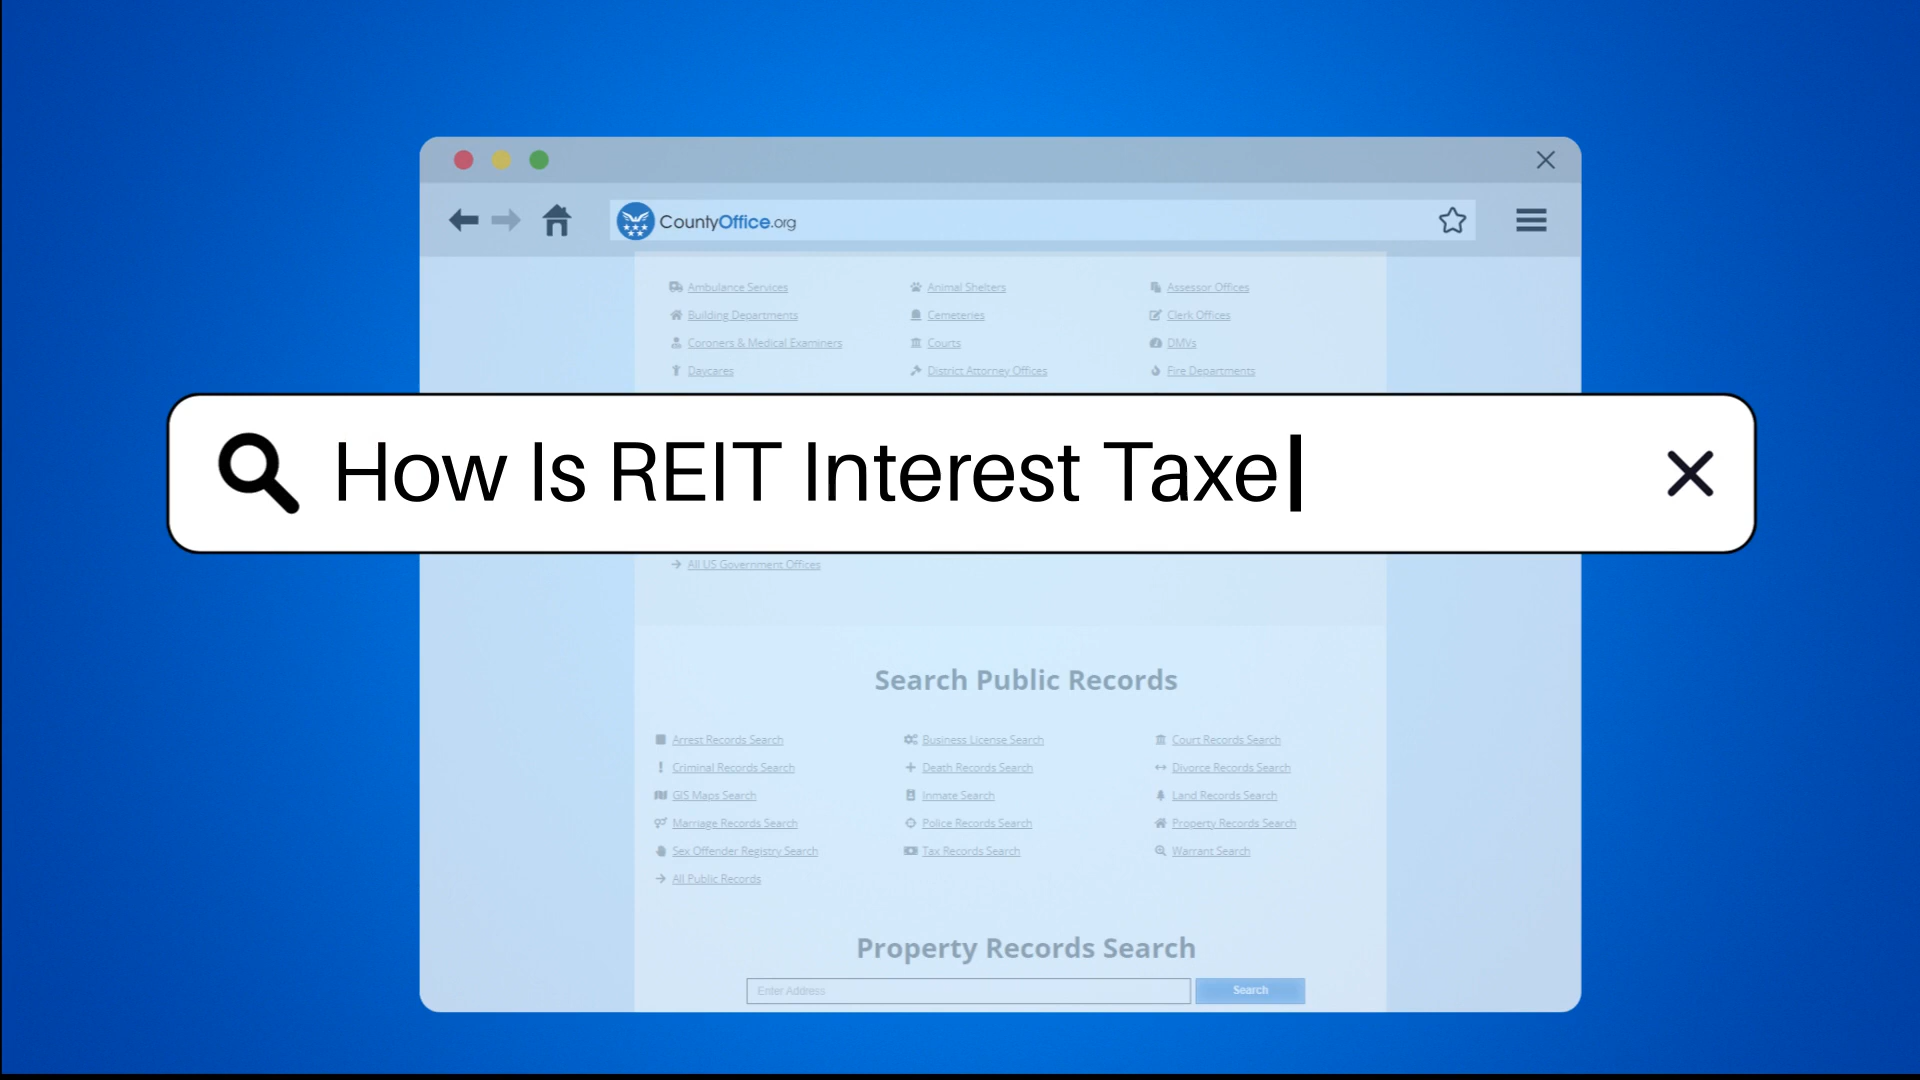 CountyOffice.org
Ambulance Services Animal Shelters Assessor Offices
Building Departments Cemeteries Clerk Offices
Coroners & Medical Examiners Courts DMVs
Daycares District Attorney Offices Fire Departments
How Is REIT Interest Taxe
All US Government Offices
Search Public Records
Arrest Records Search Business License Search Court Records Search
Criminal Records Search Death Records Search Divorce Records Search
GIS Maps Search Inmate Search Land Records Search
Marriage Records Search Police Records Search Property Records Search
Sex Offender Registry Search Tax Records Search Warrant Search
All Public Records
Property Records Search
Enter Address Search